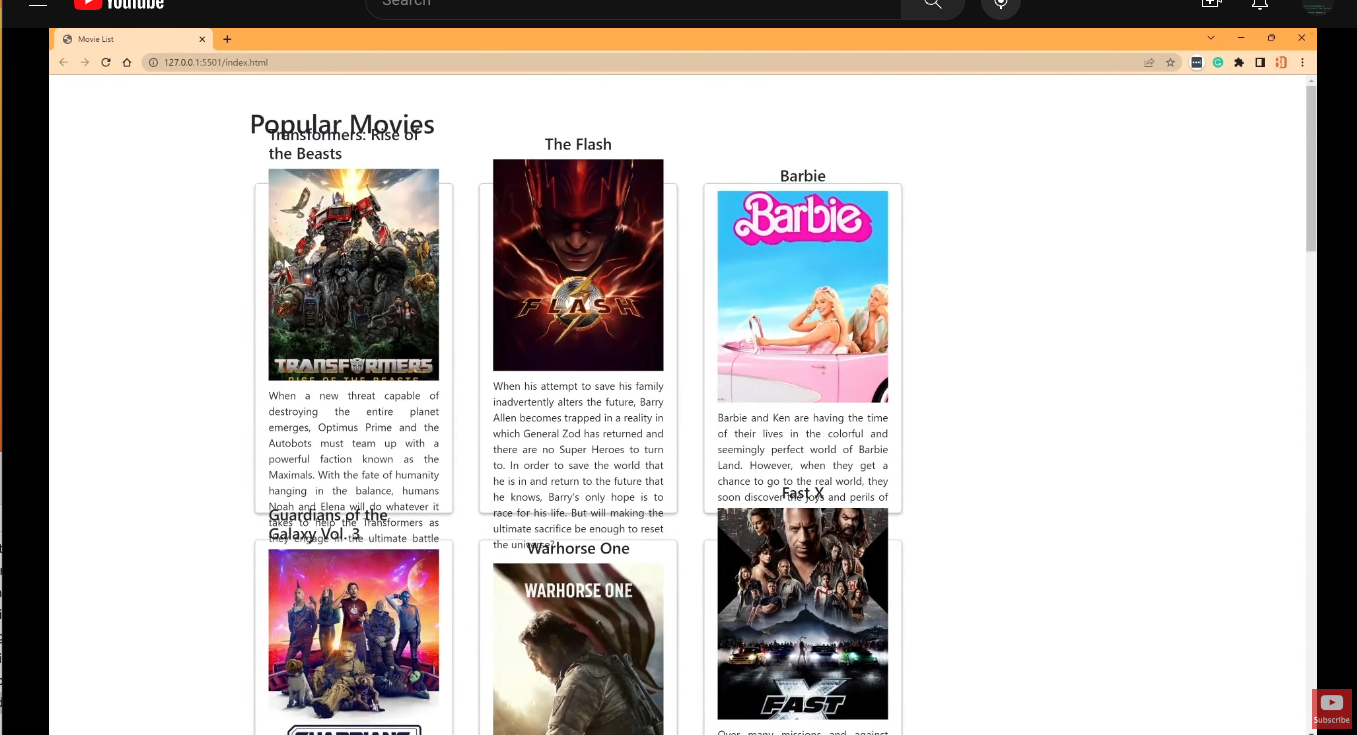 YouTube
Search
Movie List
127.0.0.1:5501/index.html
Popular Movies
Transformers: Rise of
the Beasts
TRANSFORMERS
RISE OF THE BEASTS
When a new threat capable of
destroying the entire planet
emerges, Optimus Prime and the
Autobots must team up with a
powerful faction known as the
Maximals. With the fate of humanity
hanging in the balance, humans
Noah and Elena will do whatever it
takes to help the Transformers as
they engage in the ultimate battle
The Flash
FLASH
When his attempt to save his family
inadvertently alters the future, Barry
Allen becomes trapped in a reality in
which General Zod has returned and
there are no Super Heroes to turn
to. In order to save the world that
he is in and return to the future that
he knows, Barry's only hope is to
race for his life. But will making the
ultimate sacrifice be enough to reset
the universe?
Barbie
Barbie
Barbie and Ken are having the time
of their lives in the colorful and
seemingly perfect world of Barbie
Land. However, when they get a
chance to go to the real world, they
soon discover the joys and perils of
Guardians of the
Galaxy Vol. 3
GUARDIANS
Warhorse One
WARHORSE ONE
Fast X
FAST X
Over many missions and against
Subscribe